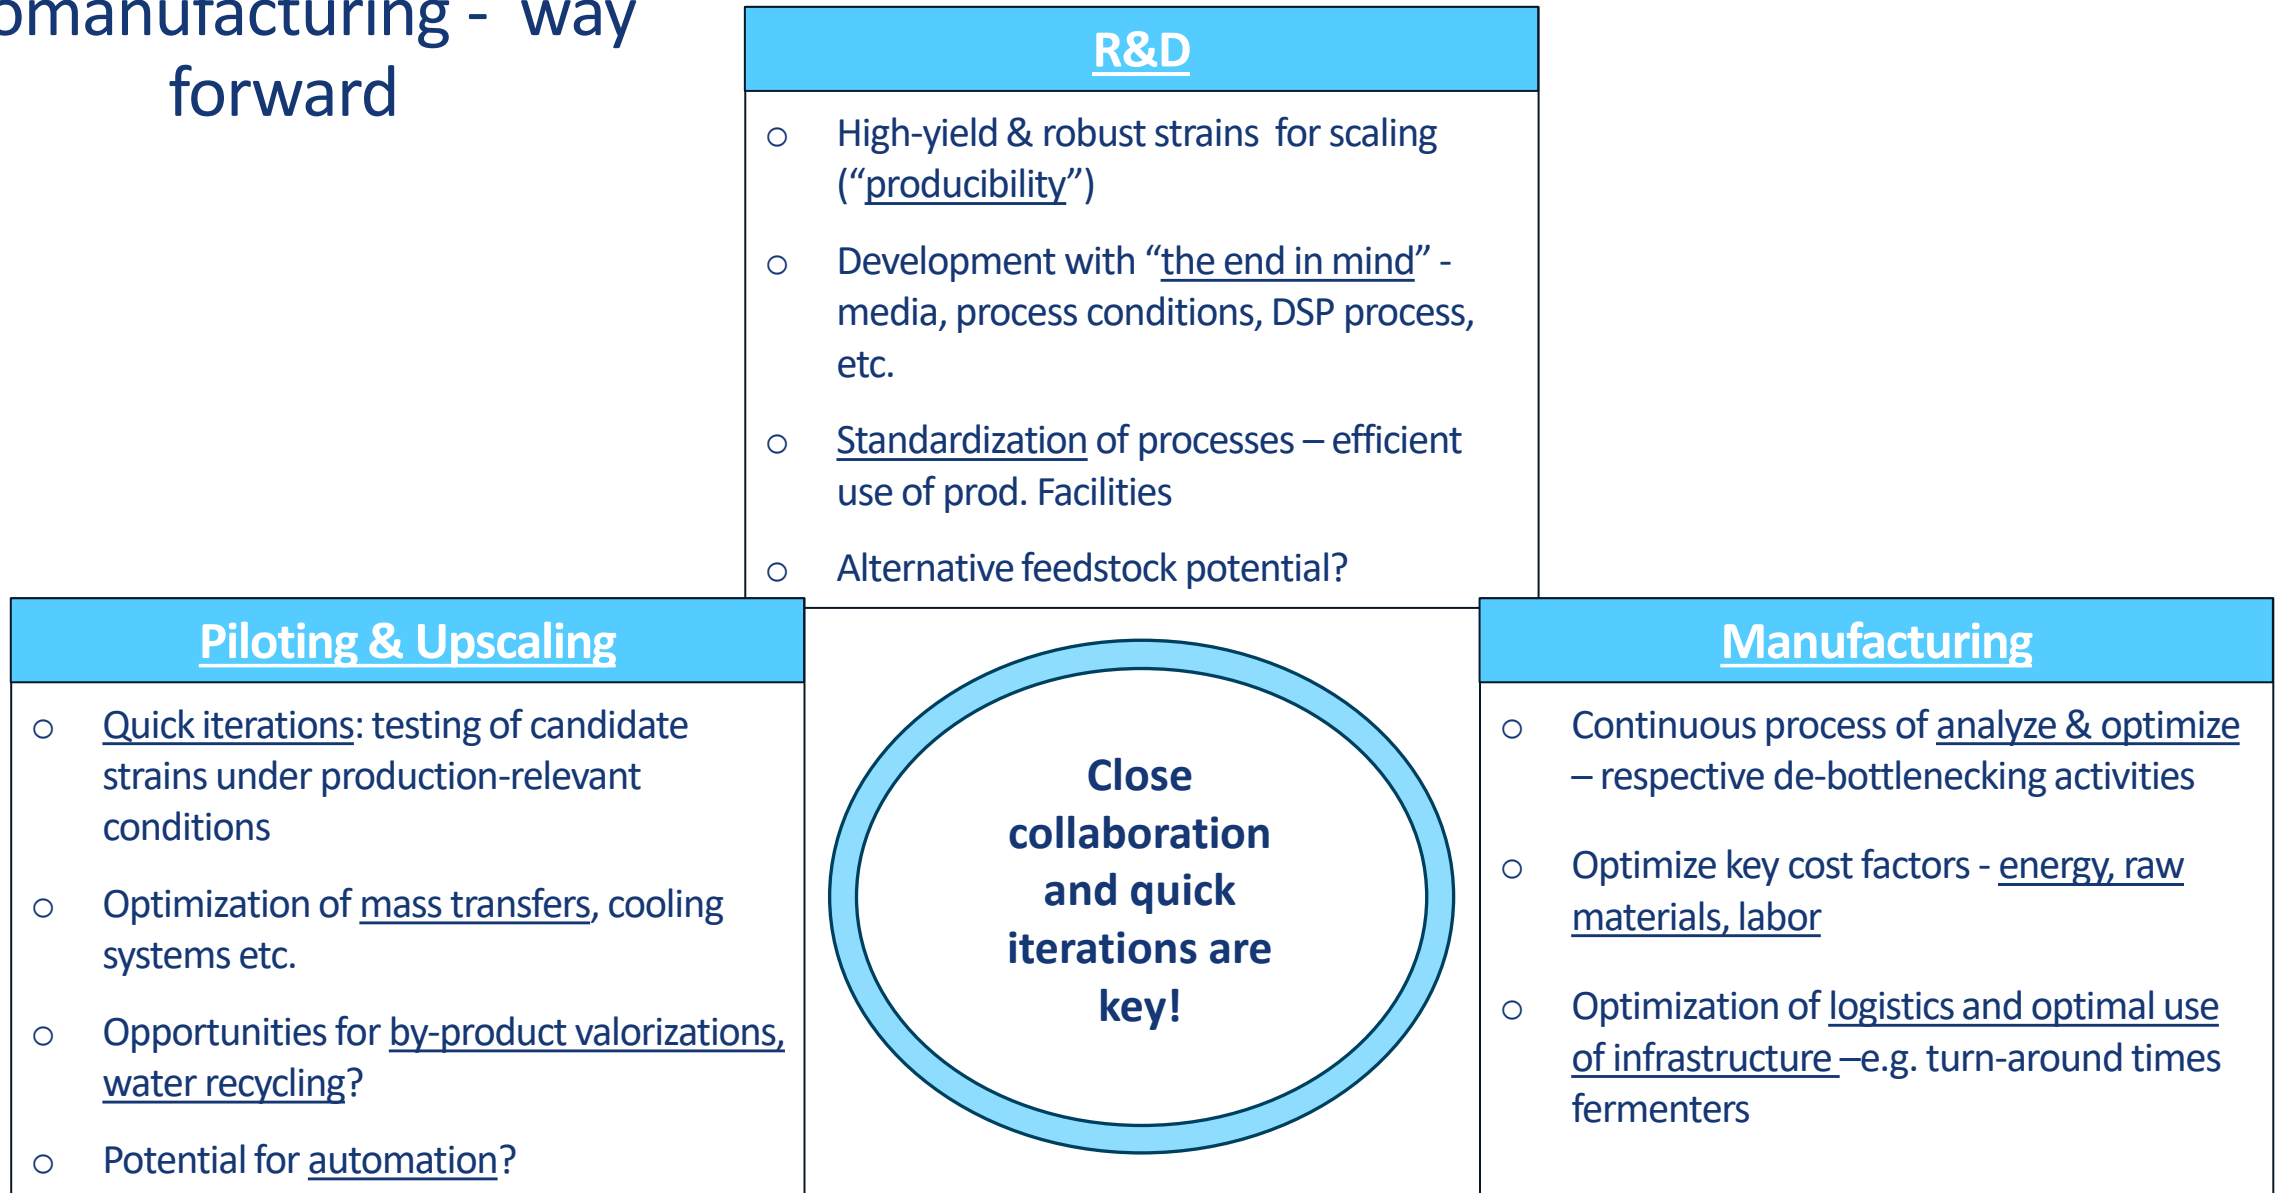 omanufacturing - way
forward
R&D
○ High-yield & robust strains for scaling
(“producibility”)
○ Development with “the end in mind” -
media, process conditions, DSP process,
etc.
○ Standardization of processes – efficient
use of prod. Facilities
○ Alternative feedstock potential?
Piloting & Upscaling
○ Quick iterations: testing of candidate
strains under production-relevant
conditions
○ Optimization of mass transfers, cooling
systems etc.
○ Opportunities for by-product valorizations,
water recycling?
○ Potential for automation?
Close
collaboration
and quick
iterations are
key!
Manufacturing
○ Continuous process of analyze & optimize
– respective de-bottlenecking activities
○ Optimize key cost factors - energy, raw
materials, labor
○ Optimization of logistics and optimal use
of infrastructure –e.g. turn-around times
fermenters